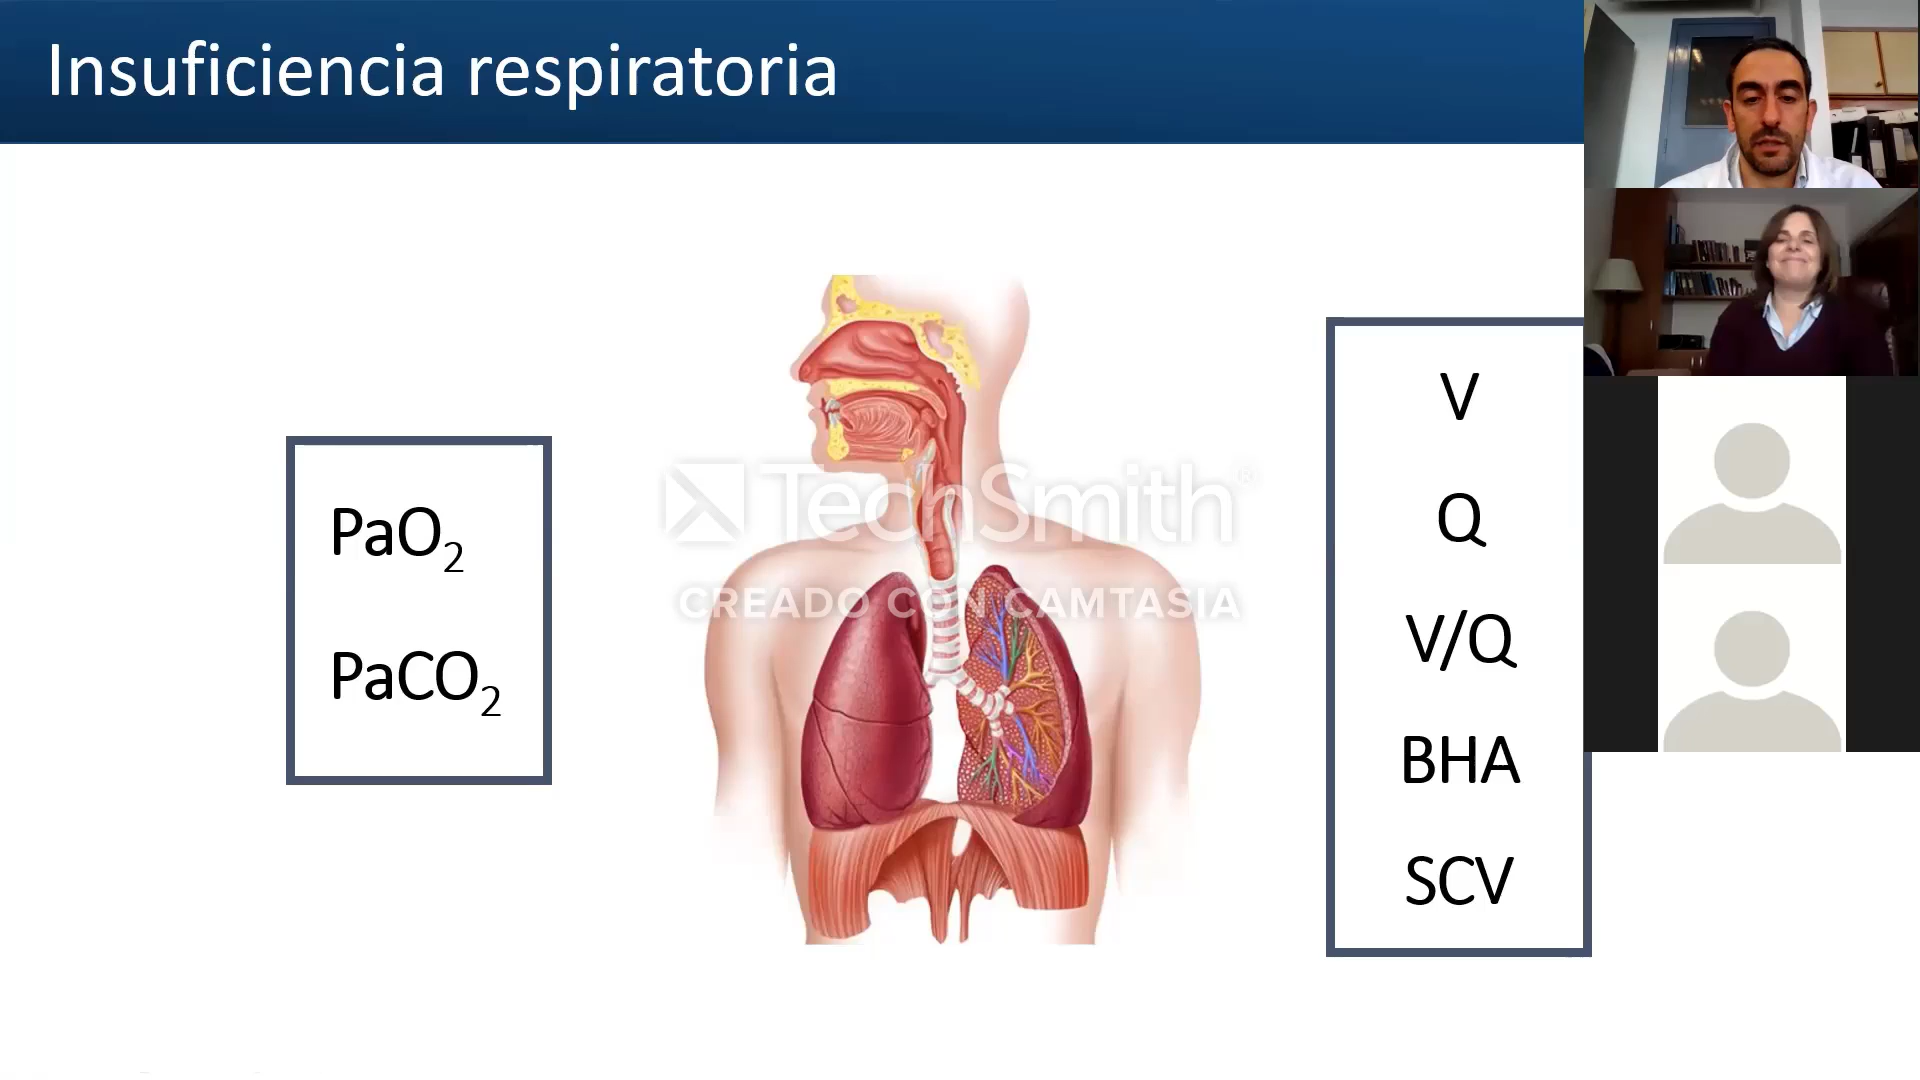 Insuficiencia respiratoria
PaO₂
PaCO₂
TechSmith®
CREADO CON CAMTASIA
V
Q
V/Q
BHA
SCV